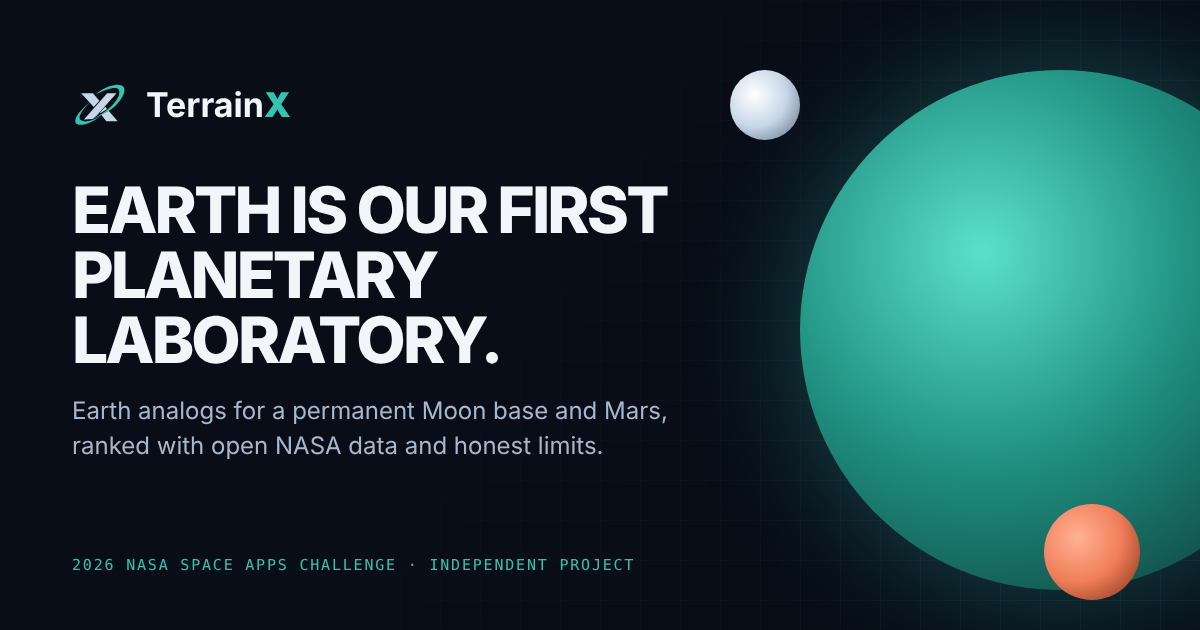 TerrainX
EARTH IS OUR FIRST
PLANETARY
LABORATORY.
Earth analogs for a permanent Moon base and Mars,
ranked with open NASA data and honest limits.
2026 NASA SPACE APPS CHALLENGE · INDEPENDENT PROJECT